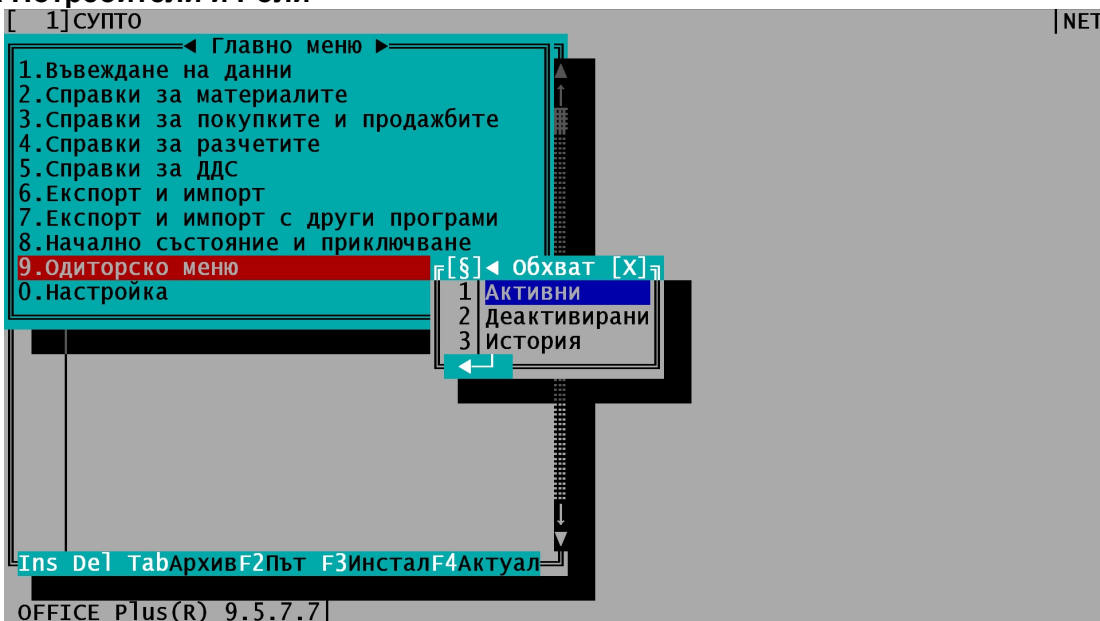 [ 1]СУПТО NET
◄ Главно меню ►
1.Въвеждане на данни
2.Справки за материалите
3.Справки за покупките и продажбите
4.Справки за разчетите
5.Справки за ДДС
6.Експорт и импорт
7.Експорт и импорт с други програми
8.Начално състояние и приключване
9.Одиторско меню
0.Настройка
[§]◄ Обхват [X]
1 Активни
2 Деактивирани
3 История
Ins Del TabАрхивF2Път F3ИнсталF4Актуал
OFFICE Plus(R) 9.5.7.7